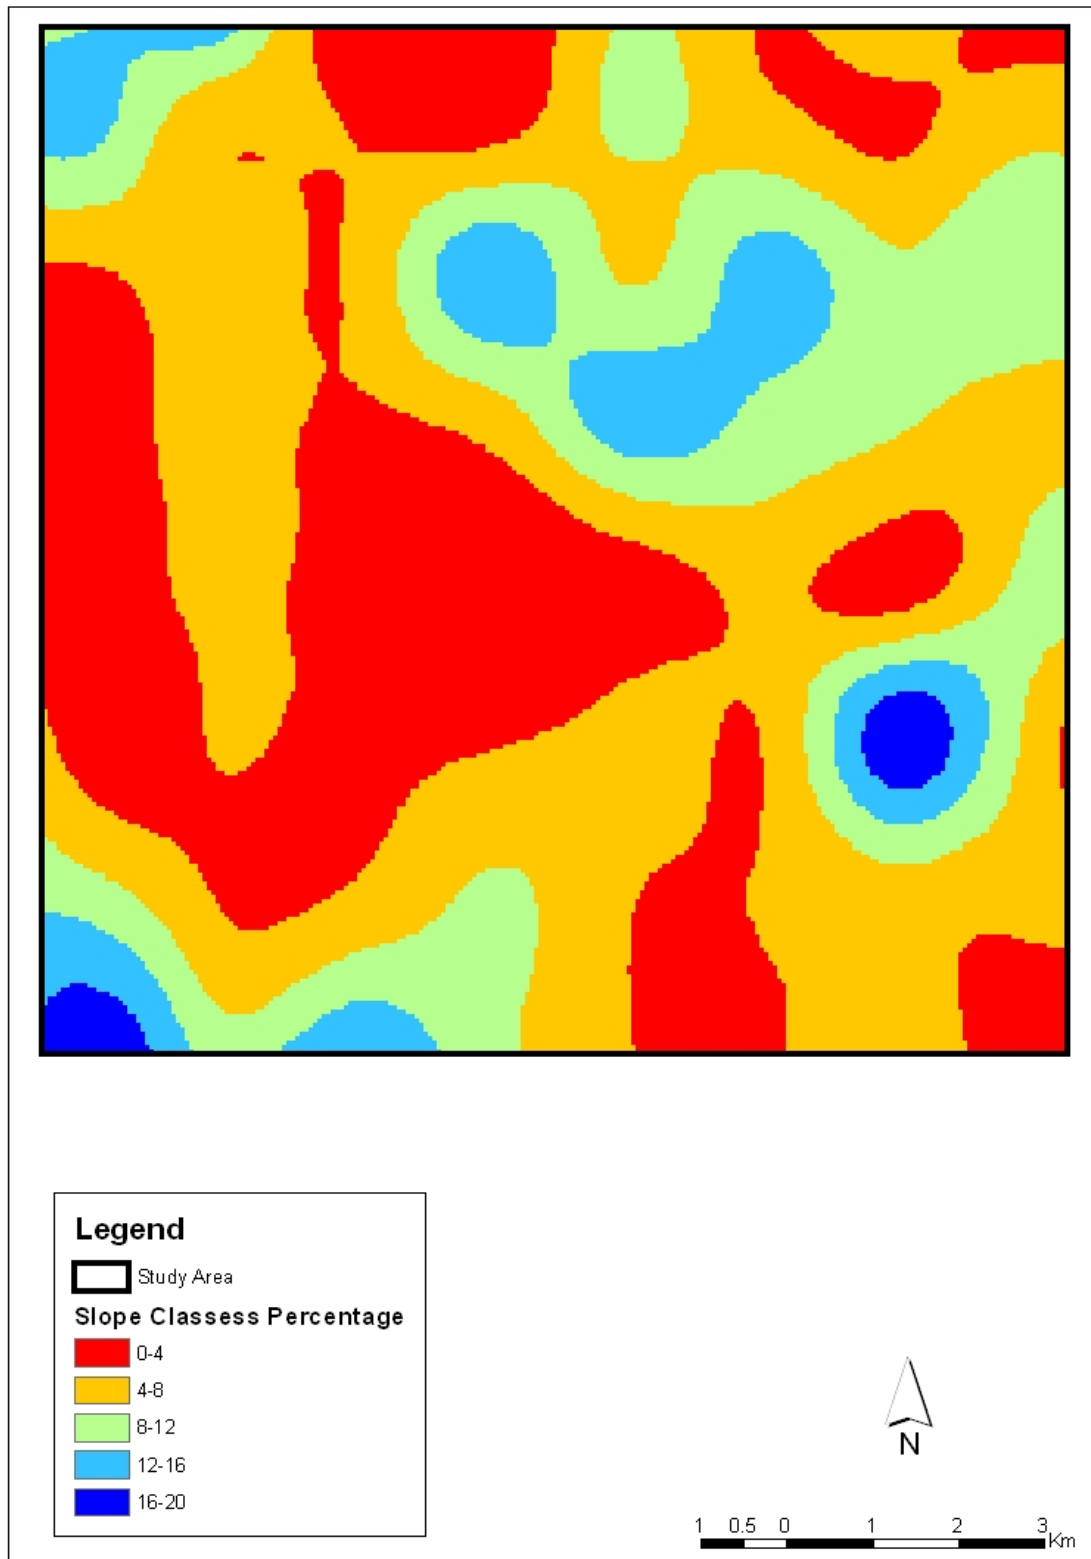 Legend
Study Area
Slope Classess Percentage
0-4
4-8
8-12
12-16
16-20
N
1 0.5 0 1 2 3
Km